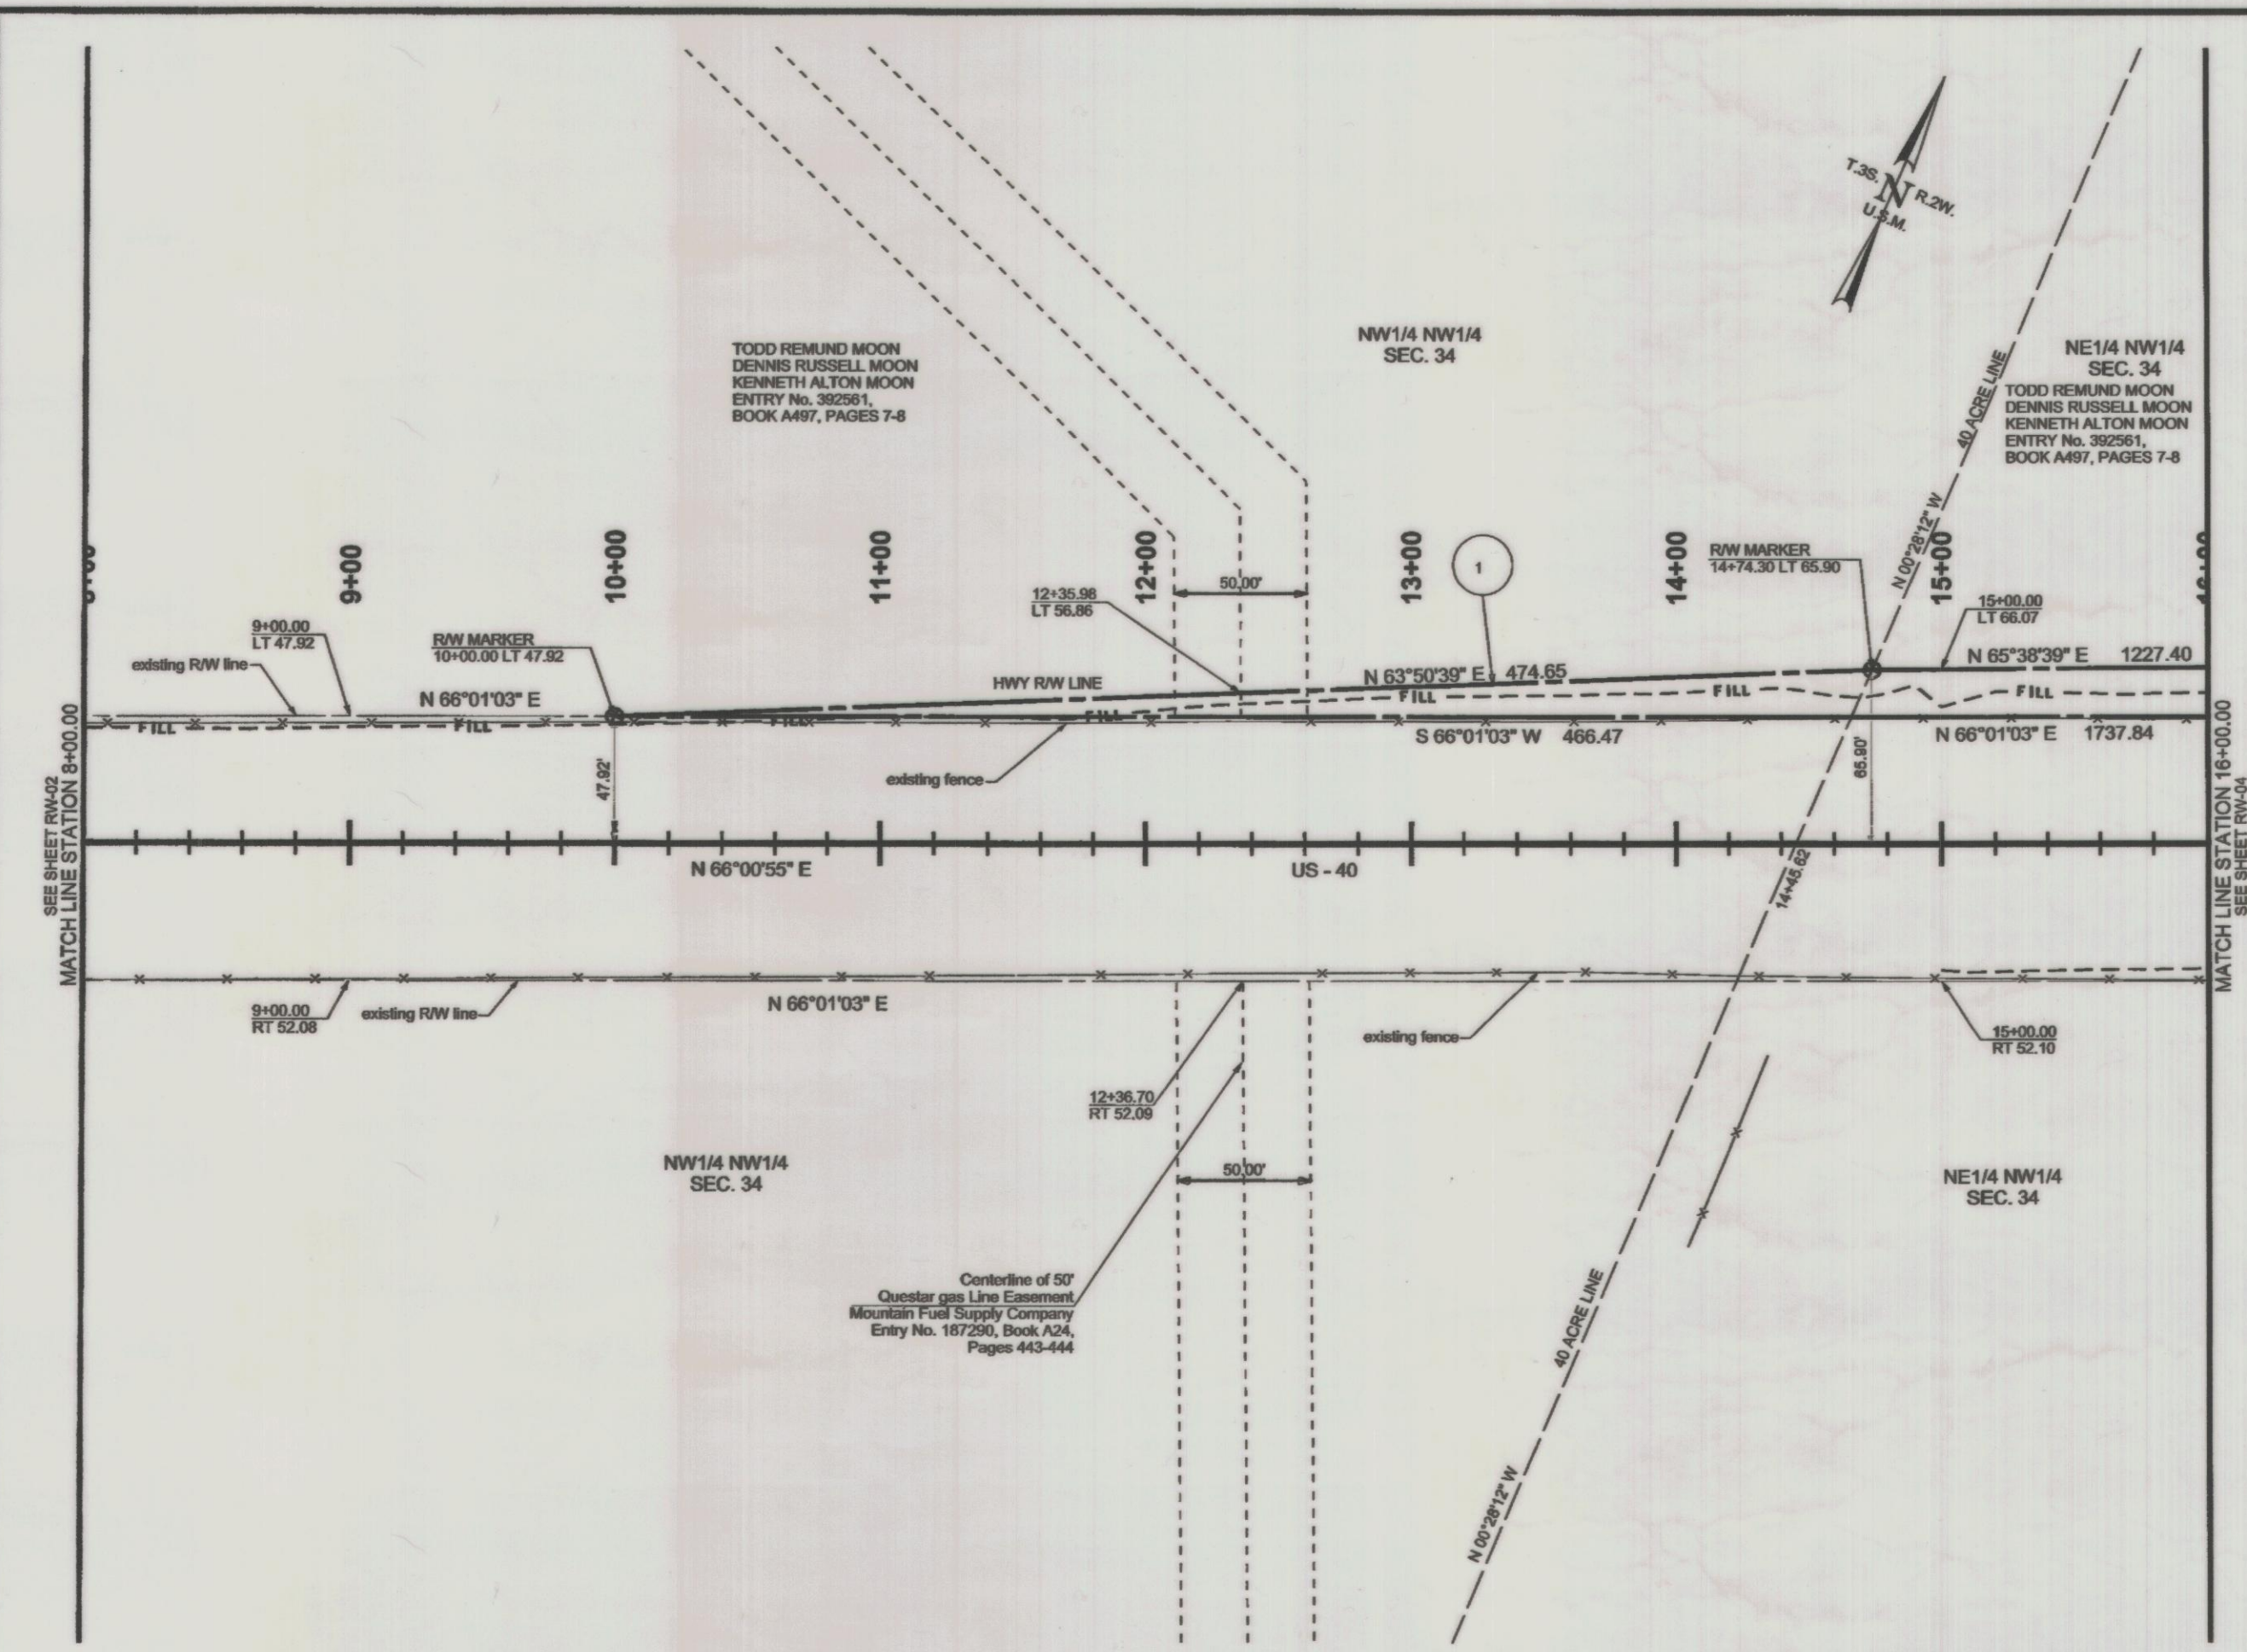 T.3S.
N
R.2W.
U.S.M.
NW1/4 NW1/4
SEC. 34
TODD REMUND MOON
DENNIS RUSSELL MOON
KENNETH ALTON MOON
ENTRY No. 392561,
BOOK A497, PAGES 7-8
NE1/4 NW1/4
SEC. 34
TODD REMUND MOON
DENNIS RUSSELL MOON
KENNETH ALTON MOON
ENTRY No. 392561,
BOOK A497, PAGES 7-8
40 ACRE LINE
N 00°28'12" W
9+00
10+00
11+00
12+00
13+00
14+00
15+00
1
R/W MARKER
14+74.30 LT 65.90
50.00'
12+35.98
LT 56.86
15+00.00
LT 66.07
9+00.00
LT 47.92
R/W MARKER
10+00.00 LT 47.92
existing R/W line
N 66°01'03" E
HWY R/W LINE
N 63°50'39" E 474.65
N 65°38'39" E 1227.40
FILL
FILL
FILL
FILL
FILL
FILL
FILL
S 66°01'03" W 466.47
N 66°01'03" E 1737.84
existing fence
47.92'
65.90'
SEE SHEET RW-02
MATCH LINE STATION 8+00.00
MATCH LINE STATION 16+00.00
SEE SHEET RW-04
N 66°00'55" E
US - 40
14+45.62
9+00.00
RT 52.08
existing R/W line
N 66°01'03" E
existing fence
15+00.00
RT 52.10
12+36.70
RT 52.09
NW1/4 NW1/4
SEC. 34
50.00'
NE1/4 NW1/4
SEC. 34
Centerline of 50'
Questar gas Line Easement
Mountain Fuel Supply Company
Entry No. 187290, Book A24,
Pages 443-444
40 ACRE LINE
N 00°28'12" W